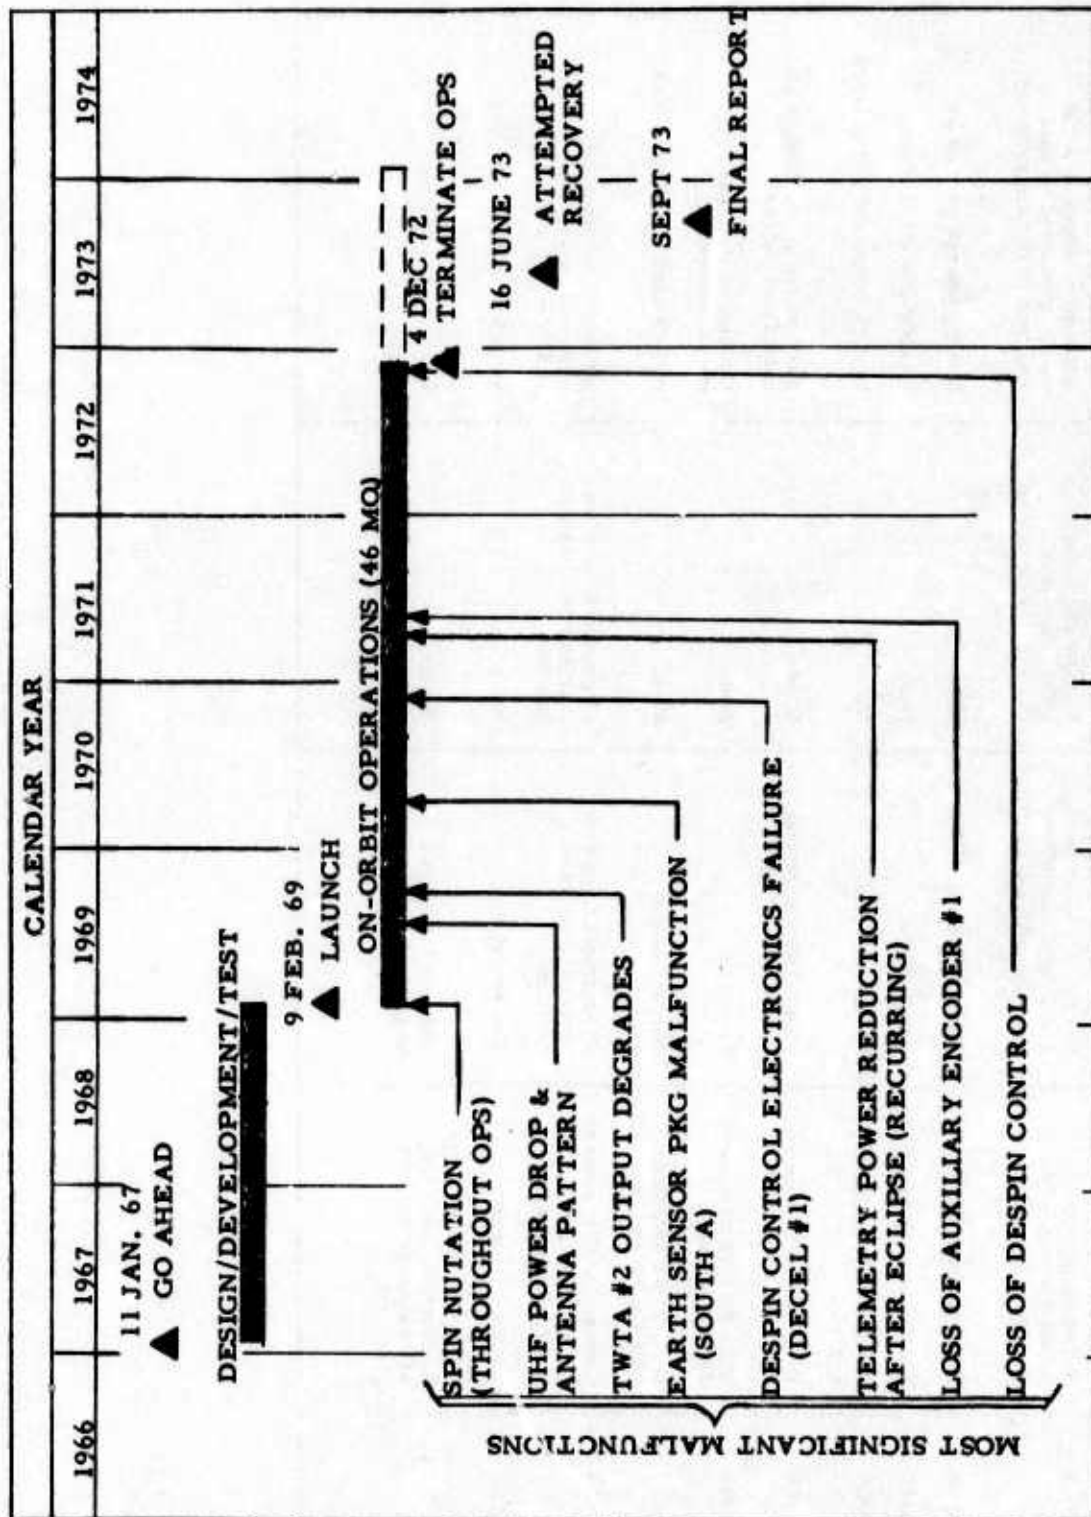 CALENDAR YEAR
1966 1967 1968 1969 1970 1971 1972 1973 1974
11 JAN. 67
GO AHEAD
DESIGN/DEVELOPMENT/TEST
9 FEB. 69
LAUNCH
ON-ORBIT OPERATIONS (46 MO)
4 DEC 72
TERMINATE OPS
16 JUNE 73
ATTEMPTED
RECOVERY
SEPT 73
FINAL REPORT
MOST SIGNIFICANT MALFUNCTIONS
SPIN NUTATION
(THROUGHOUT OPS)
UHF POWER DROP &
ANTENNA PATTERN
TWTA #2 OUTPUT DEGRADES
EARTH SENSOR PKG MALFUNCTION
(SOUTH A)
DESPIN CONTROL ELECTRONICS FAILURE
(DECEL #1)
TELEMETRY POWER REDUCTION
AFTER ECLIPSE (RECURRING)
LOSS OF AUXILIARY ENCODER #1
LOSS OF DESPIN CONTROL